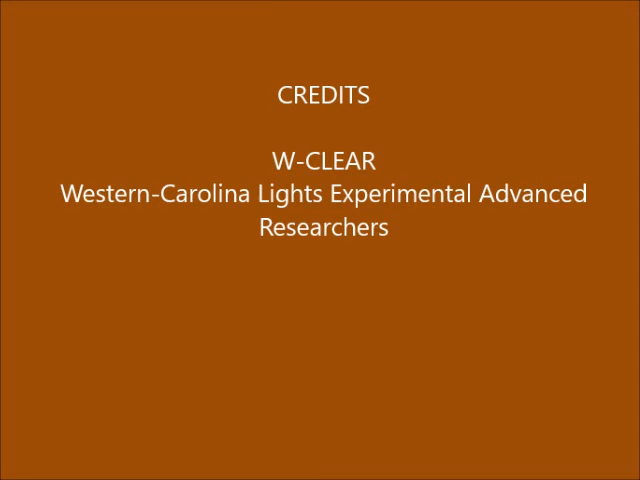 CREDITS
W-CLEAR
Western-Carolina Lights Experimental Advanced
Researchers